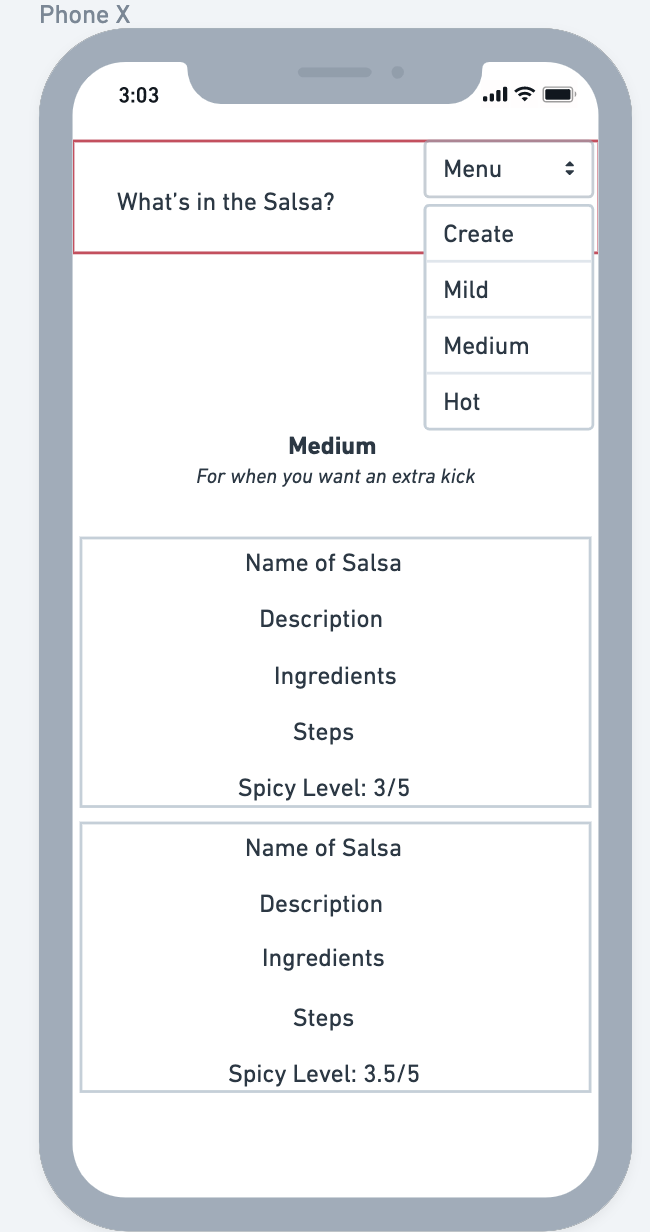 Phone X
3:03
Menu
What's in the Salsa?
Create
Mild
Medium
Hot
Medium
For when you want an extra kick
Name of Salsa
Description
Ingredients
Steps
Spicy Level: 3/5
Name of Salsa
Description
Ingredients
Steps
Spicy Level: 3.5/5